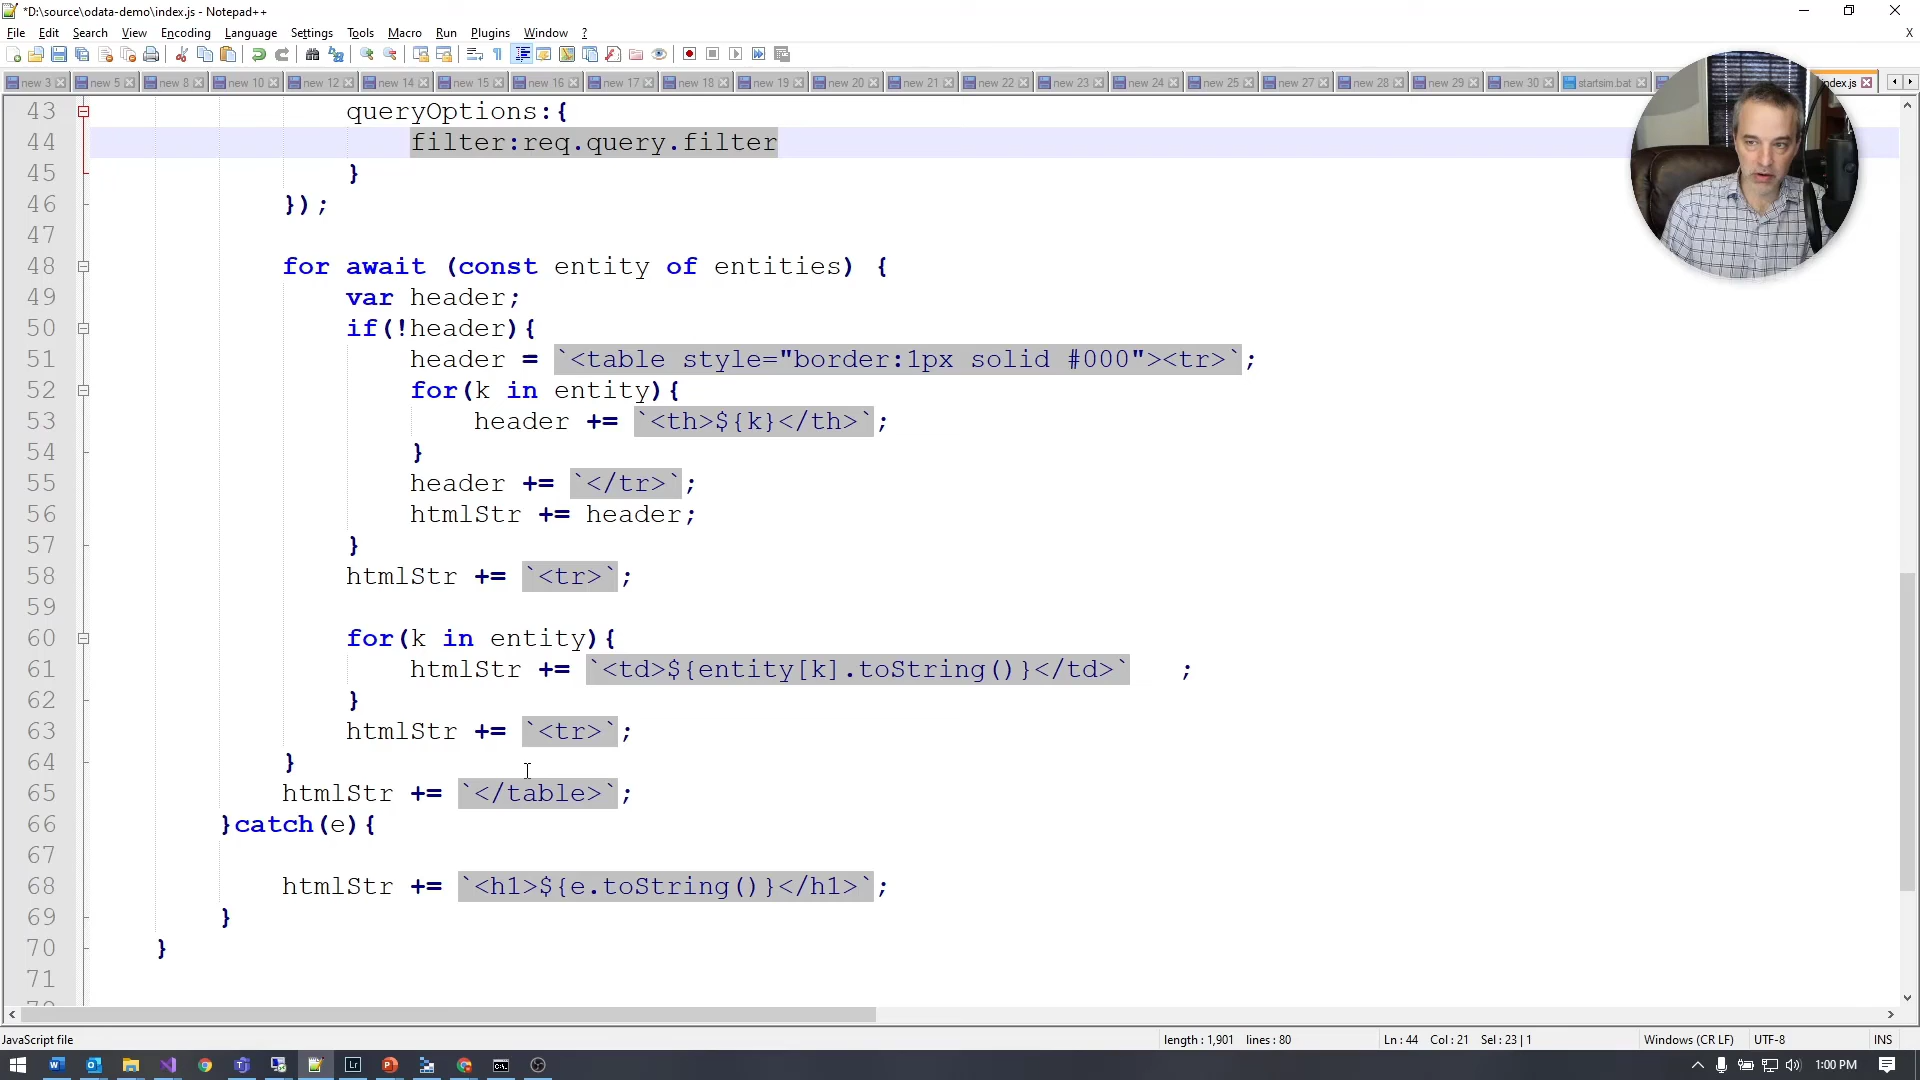 *D:\source\odata-demo\index.js - Notepad++
File Edit Search View Encoding Language Settings Tools Macro Run Plugins Window ?
X
new 3 new 5 new 8 new 10 new 12 new 14 new 15 new 16 new 17 new 18 new 19 new 20 new 21 new 22 new 23 new 24 new 25 new 27 new 28 new 29 new 30 startsim.bat index.js
43 queryOptions:{
44 filter:req.query.filter
45 }
46 });
47
48 for await (const entity of entities) {
49 var header;
50 if(!header){
51 header = `<table style="border:1px solid #000"><tr>`;
52 for(k in entity){
53 header += `<th>${k}</th>`;
54 }
55 header += `</tr>`;
56 htmlStr += header;
57 }
58 htmlStr += `<tr>`;
59
60 for(k in entity){
61 htmlStr += `<td>${entity[k].toString()}</td>` ;
62 }
63 htmlStr += `<tr>`;
64 }
65 htmlStr += `</table>`;
66 }catch(e){
67
68 htmlStr += `<h1>${e.toString()}</h1>`;
69 }
70 }
71
JavaScript file length : 1,901 lines : 80 Ln : 44 Col : 21 Sel : 23 | 1 Windows (CR LF) UTF-8 INS
1:00 PM